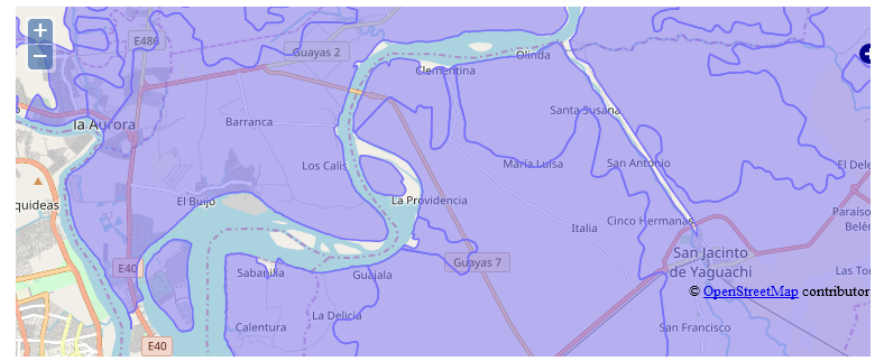 +
−
E486
Guayas 2
Olinda
Clementina
la Aurora
Barranca
Santa Susana
Los Calis
María Luisa
San Antonio
El Dele
quideas
El Buijo
La Providencia
Cinco Hermanas
Paraíso
Belén
Italia
San Jacinto
de Yaguachi
E40
Sabanilla
Guajala
Guayas 7
Las To
© OpenStreetMap contributor
La Delicia
Calentura
San Francisco
E40